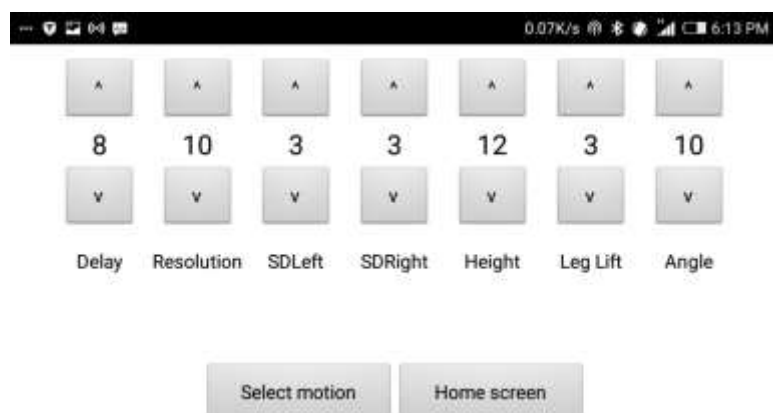 0.07K/s 6:13 PM
^ ^ ^ ^ ^ ^ ^
8 10 3 3 12 3 10
v v v v v v v
Delay Resolution SDLeft SDRight Height Leg Lift Angle
Select motion Home screen